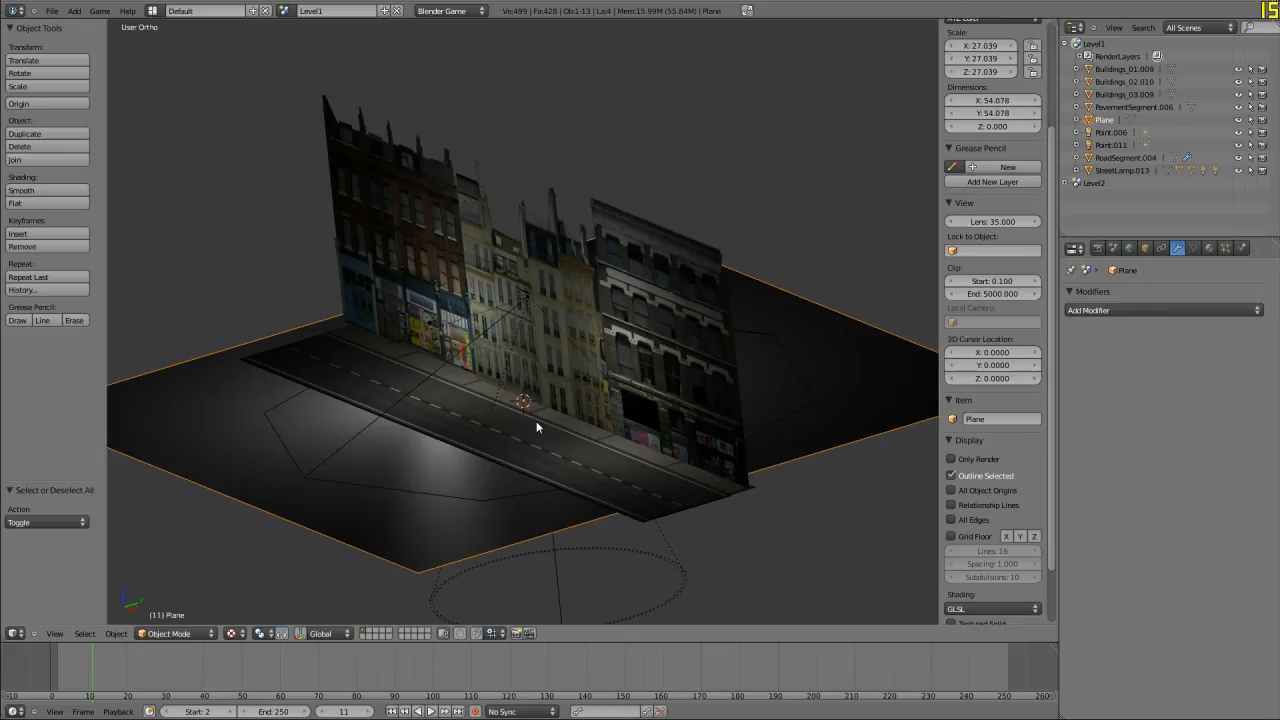 File Add Game Help Default Level1 Blender Game Ve:499 | Fa:428 | Ob:1-13 | La:4 | Mem:15.99M (55.84M) | Plane
15
Object Tools
Transform:
Translate
Rotate
Scale
Origin
Object:
Duplicate
Delete
Join
Shading:
Smooth
Flat
Keyframes:
Insert
Remove
Repeat:
Repeat Last
History...
Grease Pencil:
Draw Line Erase
Select or Deselect All
Action
Toggle
User Ortho
(11) Plane
Scale:
X: 27.039
Y: 27.039
Z: 27.039
Dimensions:
X: 54.078
Y: 54.078
Z: 0.000
Grease Pencil
New
Add New Layer
View
Lens: 35.000
Lock to Object:
Clip:
Start: 0.100
End: 5000.000
Local Camera:
3D Cursor Location:
X: 0.0000
Y: 0.0000
Z: 0.0000
Item
Plane
Display
Only Render
Outline Selected
All Object Origins
Relationship Lines
All Edges
Grid Floor X Y Z
Lines: 16
Spacing: 1.000
Subdivisions: 10
Shading:
GLSL
View Search All Scenes
Level1
RenderLayers |
Buildings_01.009 |
Buildings_02.010 |
Buildings_03.009 |
PavementSegment.006 |
Plane |
Point.006 |
Point.011 |
RoadSegment.004 |
StreetLamp.013 |
Level2
Plane
Modifiers
Add Modifier
View Select Object Object Mode Global
-10 0 10 20 30 40 50 60 70 80 90 100 110 120 130 140 150 160 170 180 190 200 210 220 230 240 250 260
View Frame Playback Start: 2 End: 250 11 No Sync